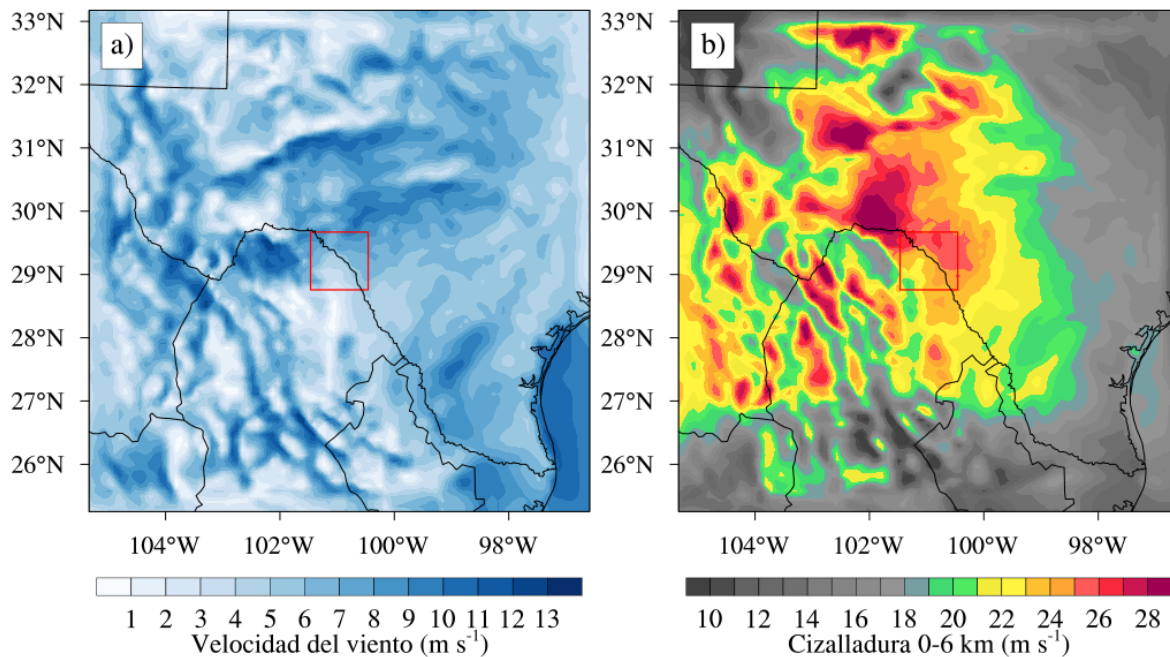 a)
b)
33°N
32°N
31°N
30°N
29°N
28°N
27°N
26°N
33°N
32°N
31°N
30°N
29°N
28°N
27°N
26°N
104°W 102°W 100°W 98°W
104°W 102°W 100°W 98°W
1 2 3 4 5 6 7 8 9 10 11 12 13
10 12 14 16 18 20 22 24 26 28
Velocidad del viento (m s⁻¹)
Cizalladura 0-6 km (m s⁻¹)